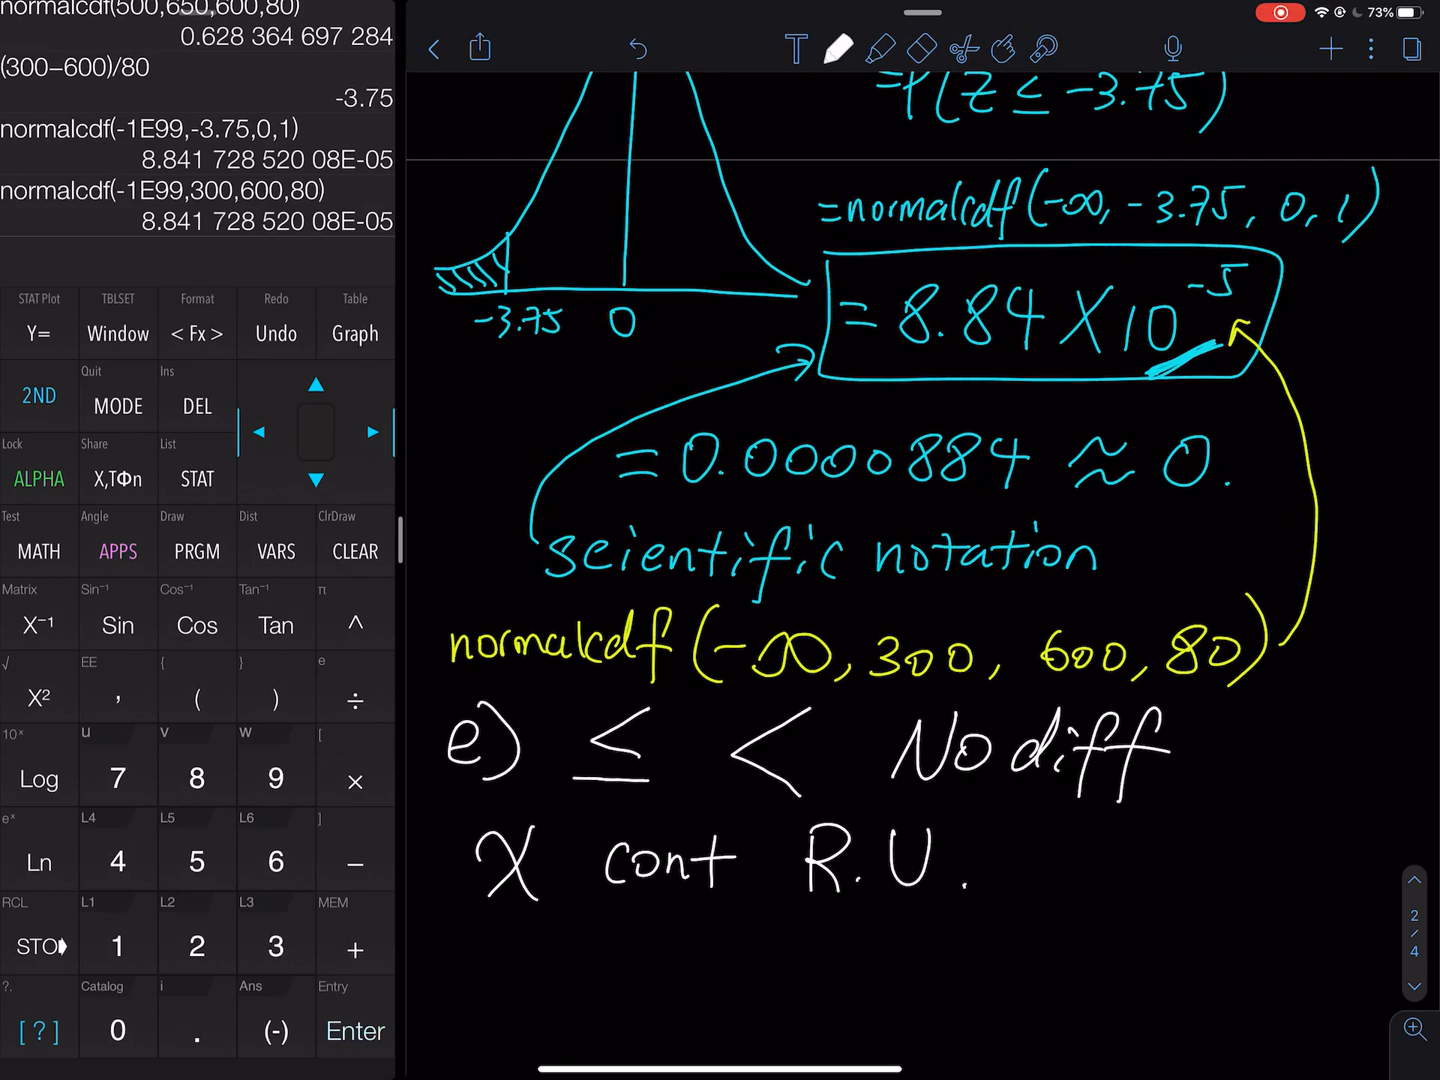 normalcdf(500,650,600,80)
0.628 364 697 284
(300−600)/80
-3.75
normalcdf(-1E99,-3.75,0,1)
8.841 728 520 08E-05
normalcdf(-1E99,300,600,80)
8.841 728 520 08E-05
STAT Plot TBLSET Format Redo Table
Y= Window < Fx > Undo Graph
Quit Ins
2ND MODE DEL
Lock Share List
ALPHA X,TΦn STAT
Test Angle Draw Dist ClrDraw
MATH APPS PRGM VARS CLEAR
Matrix Sin⁻¹ Cos⁻¹ Tan⁻¹ π
X⁻¹ Sin Cos Tan ^
√ EE { } e
X² , ( ) ÷
10ˣ u v w [
Log 7 8 9 ×
eˣ L4 L5 L6 ]
Ln 4 5 6 −
RCL L1 L2 L3 MEM
STO 1 2 3 +
?. Catalog i Ans Entry
[ ? ] 0 . (-) Enter
73%
=P(Z ≤ -3.75)
=normalcdf(-∞, -3.75, 0, 1)
= 8.84 X 10⁻⁵
-3.75 0
= 0.0000884 ≈ 0.
scientific notation
normalcdf(-∞, 300, 600, 80)
e) ≤ < No diff
X cont R.V.
2
/
4